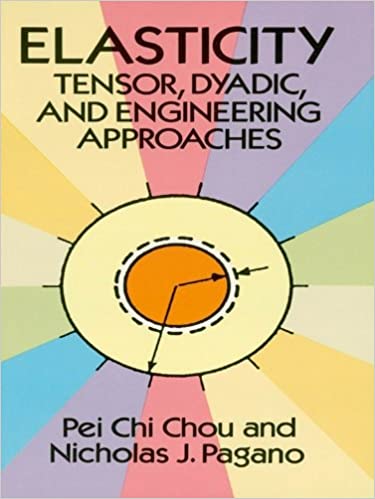 ELASTICITY
TENSOR, DYADIC,
AND ENGINEERING
APPROACHES
Pei Chi Chou and
Nicholas J. Pagano